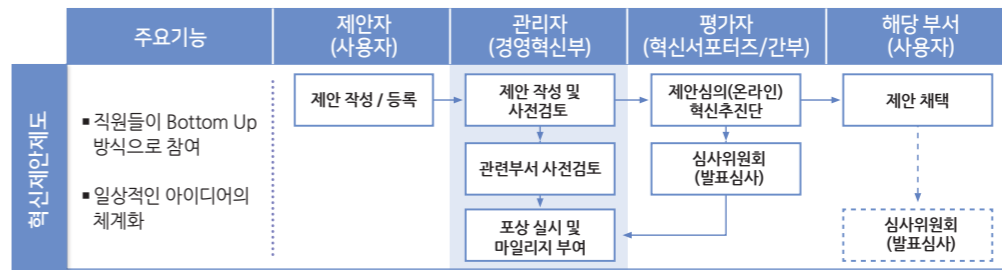 주요기능
제안자
(사용자)
관리자
(경영혁신부)
평가자
(혁신서포터즈/간부)
해당 부서
(사용자)
혁신제안제도
▪ 직원들이 Bottom Up
방식으로 참여
▪ 일상적인 아이디어의
체계화
제안 작성 / 등록
제안 작성 및
사전검토
관련부서 사전검토
포상 실시 및
마일리지 부여
제안심의(온라인)
혁신추진단
심사위원회
(발표심사)
제안 채택
심사위원회
(발표심사)